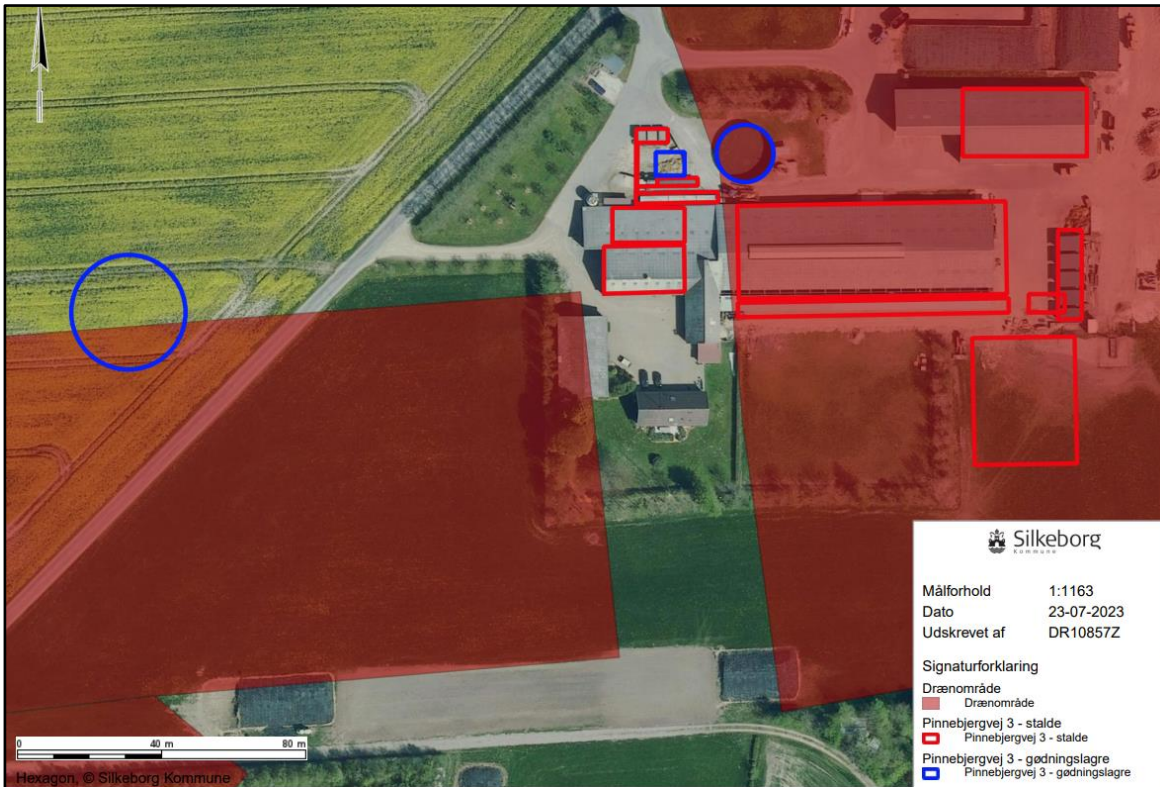 Silkeborg
Kommune
Målforhold 1:1163
Dato 23-07-2023
Udskrevet af DR10857Z
Signaturforklaring
Drænområde
Drænområde
Pinnebjergvej 3 - stalde
Pinnebjergvej 3 - stalde
Pinnebjergvej 3 - gødningslagre
Pinnebjergvej 3 - gødningslagre
0 40 m 80 m
Hexagon, © Silkeborg Kommune